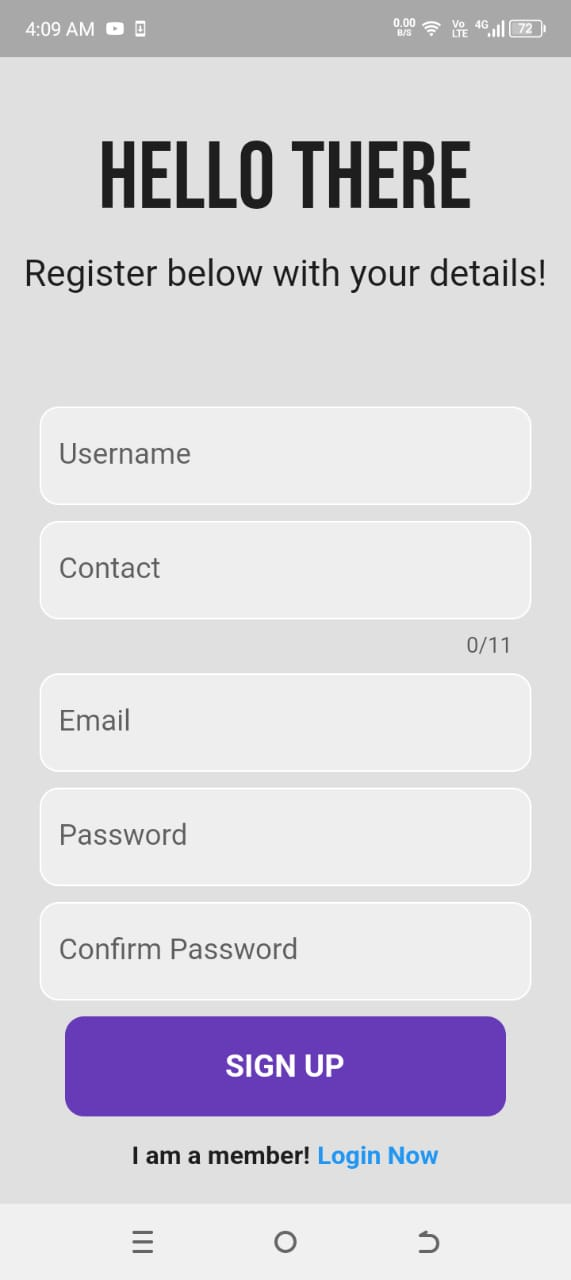 4:09 AM 0.00 B/S Vo LTE 4G 72
HELLO THERE
Register below with your details!
Username
Contact
0/11
Email
Password
Confirm Password
SIGN UP
I am a member! Login Now